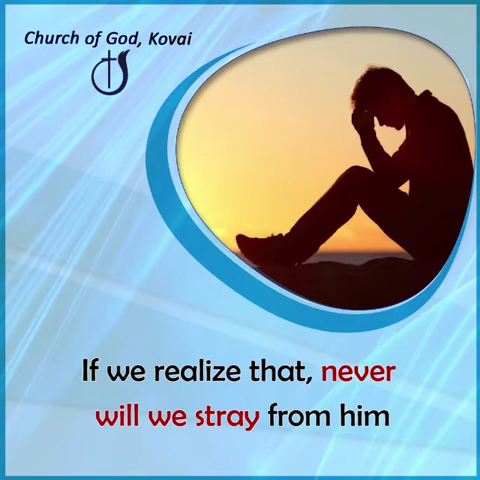 Church of God, Kovai
If we realize that, never
will we stray from him